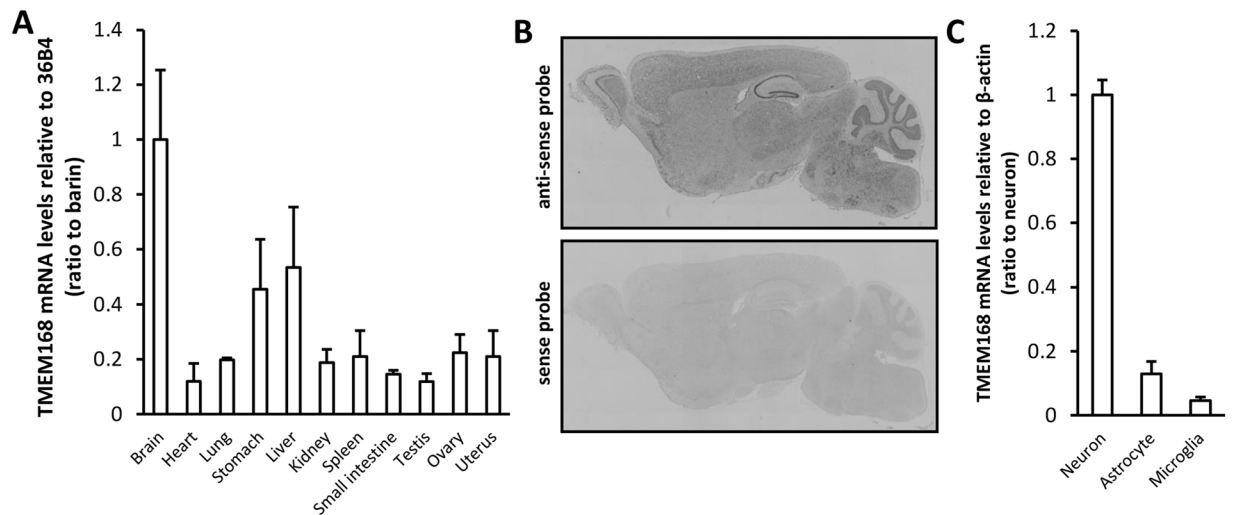 A
TMEM168 mRNA levels relative to 36B4
(ratio to barin)
1.4
1.2
1
0.8
0.6
0.4
0.2
0
Brain
Heart
Lung
Stomach
Liver
Kidney
Spleen
Small intestine
Testis
Ovary
Uterus
B
anti-sense probe
sense probe
C
TMEM168 mRNA levels relative to β-actin
(ratio to neuron)
1.2
1
0.8
0.6
0.4
0.2
0
Neuron
Astrocyte
Microglia